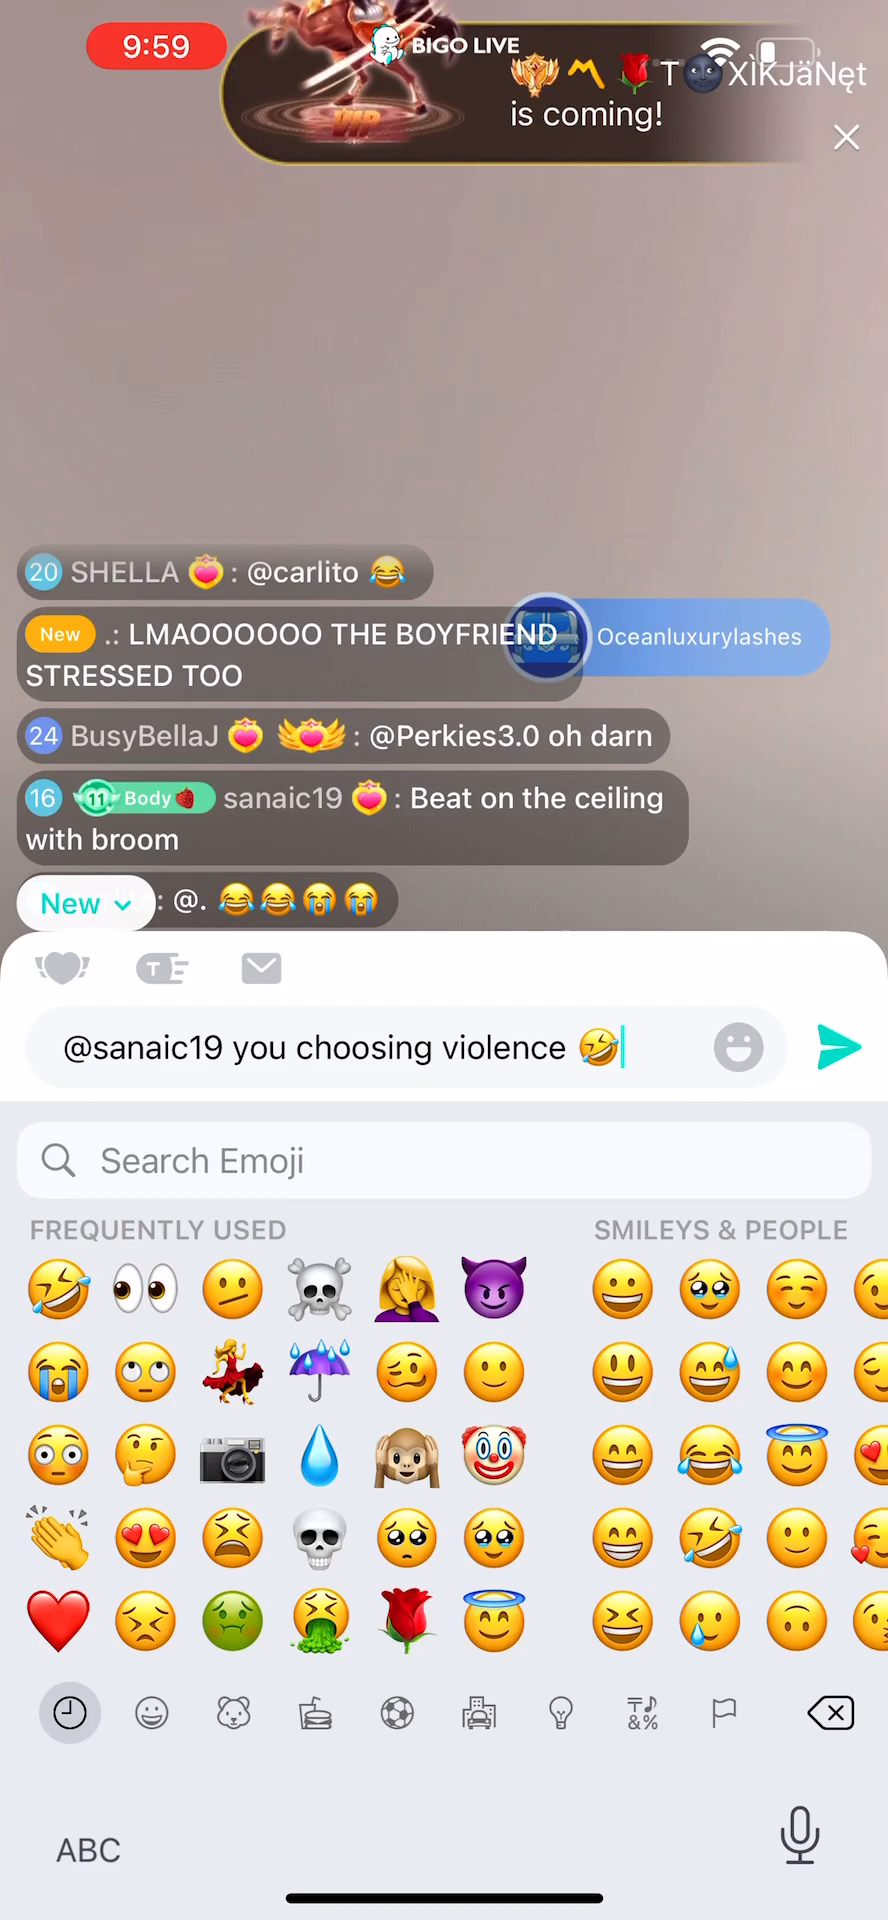 9:59
BIGO LIVE
T🌚XÌKJäNęt
is coming!
VIP
20 SHELLA : @carlito 😂
New .: LMAOOOOOO THE BOYFRIEND
STRESSED TOO
Oceanluxurylashes
24 BusyBellaJ : @Perkies3.0 oh darn
16 11 Body🍓 sanaic19 : Beat on the ceiling
with broom
New : @. 😂😂😭😭
@sanaic19 you choosing violence 🤣
Search Emoji
FREQUENTLY USED SMILEYS & PEOPLE
ABC